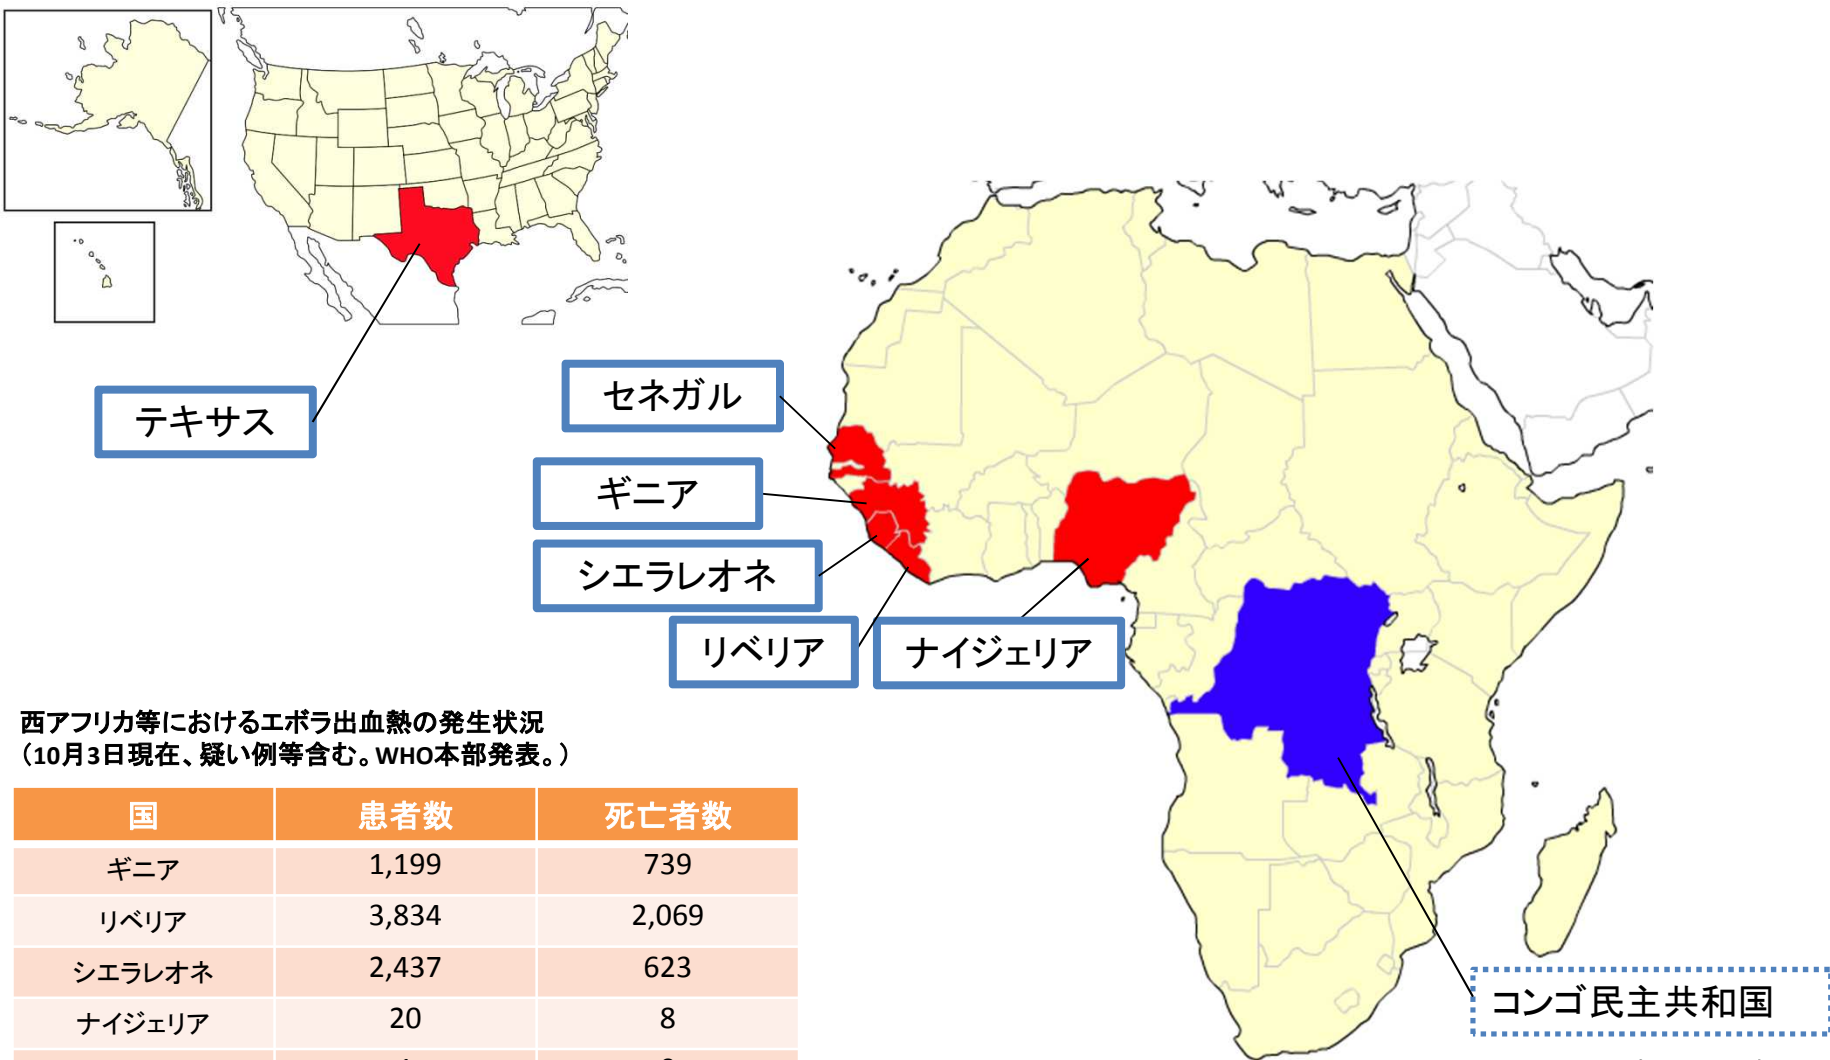 テキサス
セネガル
ギニア
シエラレオネ
リベリア
ナイジェリア
コンゴ民主共和国
西アフリカ等におけるエボラ出血熱の発生状況
（10月3日現在、疑い例等含む。WHO本部発表。）
国 患者数 死亡者数
ギニア 1,199 739
リベリア 3,834 2,069
シエラレオネ 2,437 623
ナイジェリア 20 8